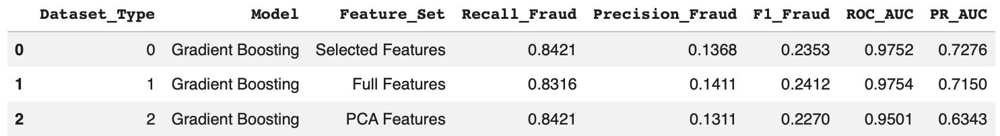 Dataset_Type Model Feature_Set Recall_Fraud Precision_Fraud F1_Fraud ROC_AUC PR_AUC
0 0 Gradient Boosting Selected Features 0.8421 0.1368 0.2353 0.9752 0.7276
1 1 Gradient Boosting Full Features 0.8316 0.1411 0.2412 0.9754 0.7150
2 2 Gradient Boosting PCA Features 0.8421 0.1311 0.2270 0.9501 0.6343